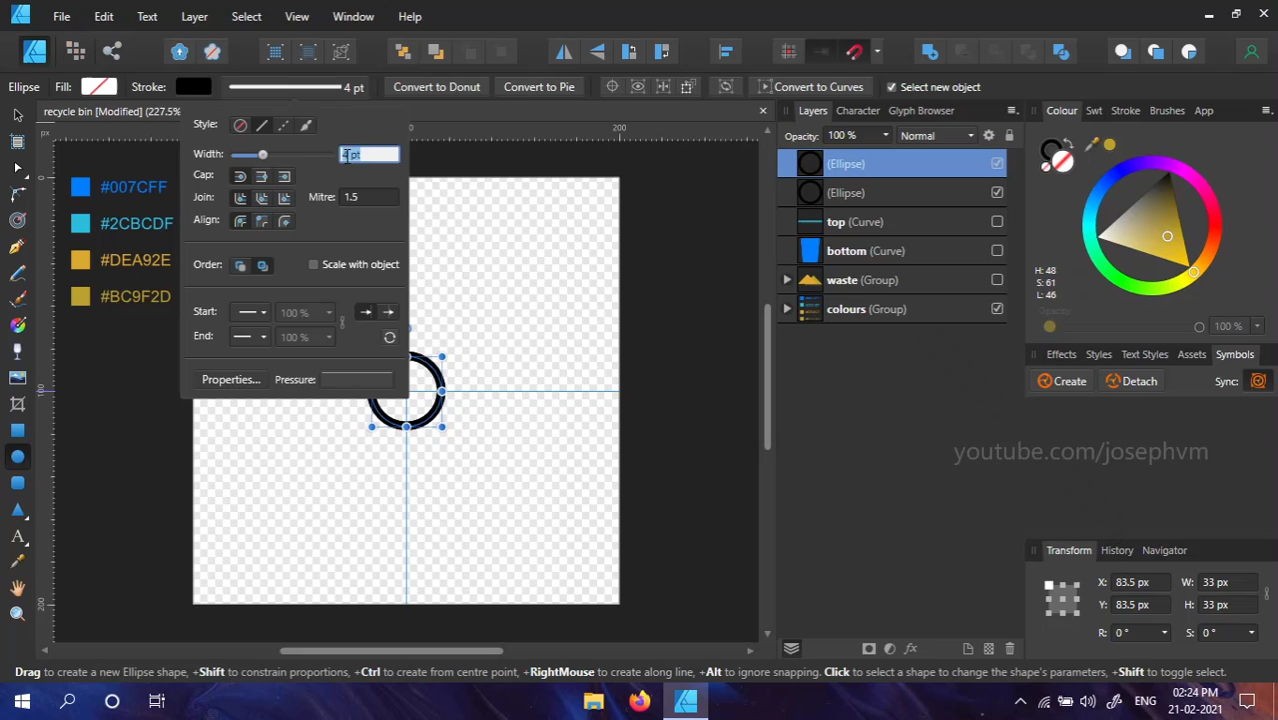 File Edit Text Layer Select View Window Help
Ellipse Fill: Stroke: 4 pt Convert to Donut Convert to Pie Convert to Curves Select new object
recycle bin [Modified] (227.5%
Style:
Width: pt
Cap:
Join: Mitre: 1.5
Align:
Order: Scale with object
Start: 100 %
End: 100 %
Properties... Pressure:
px
0 200
0
100
200
#007CFF
#2CBCDF
#DEA92E
#BC9F2D
Layers Character Glyph Browser
Opacity: 100 % Normal
(Ellipse)
(Ellipse)
top (Curve)
bottom (Curve)
waste (Group)
colours (Group)
Colour Swt Stroke Brushes App
H: 48
S: 61
L: 46
Opacity 100 %
Effects Styles Text Styles Assets Symbols
Create Detach Sync:
youtube.com/josephvm
Transform History Navigator
X: 83.5 px W: 33 px
Y: 83.5 px H: 33 px
R: 0 ° S: 0 °
Drag to create a new Ellipse shape, +Shift to constrain proportions, +Ctrl to create from centre point, +RightMouse to create along line, +Alt to ignore snapping. Click to select a shape to change the shape's parameters, +Shift to toggle select.
ENG
02:24 PM
21-02-2021